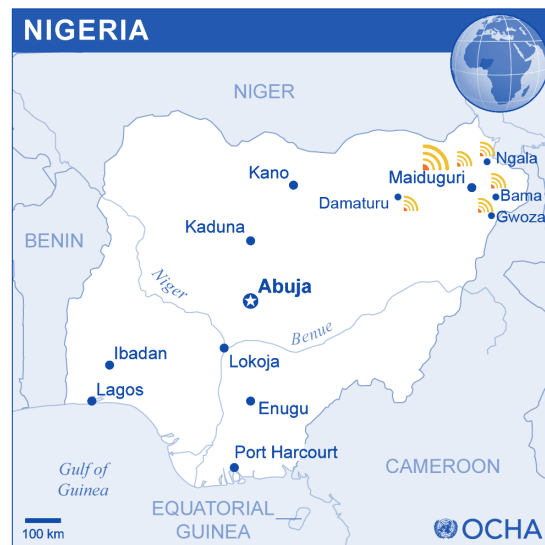 NIGERIA
NIGER
Ngala
Kano
Maiduguri
Bama
Damaturu
Gwoza
Kaduna
BENIN
Niger
Abuja
Benue
Ibadan
Lokoja
Lagos
Enugu
Port Harcourt
Gulf of
Guinea
CAMEROON
EQUATORIAL
GUINEA
100 km
OCHA